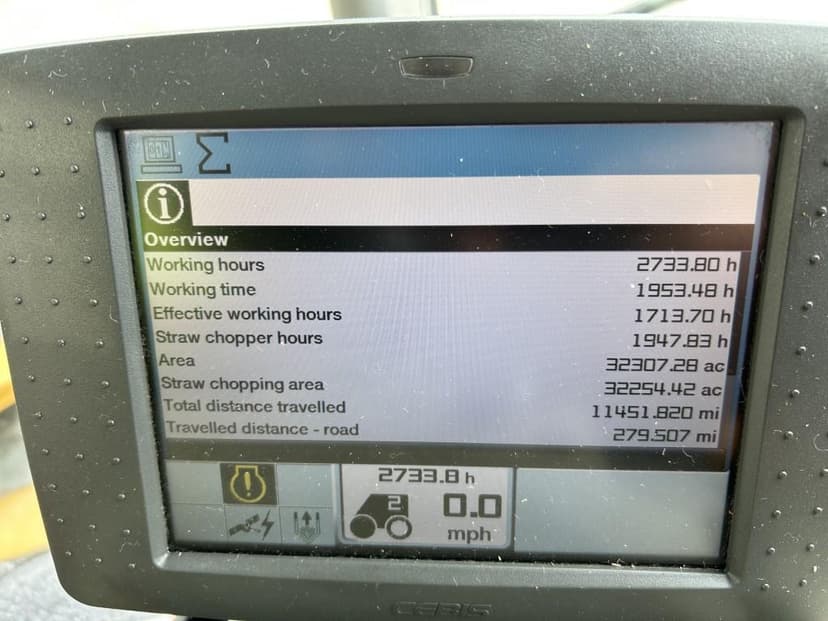 Σ
i
Overview
Working hours 2733.80 h
Working time 1953.48 h
Effective working hours 1713.70 h
Straw chopper hours 1947.83 h
Area 32307.28 ac
Straw chopping area 32254.42 ac
Total distance travelled 11451.820 mi
Travelled distance - road 279.507 mi
2733.8 h
!
2 0.0
mph
CEBIS